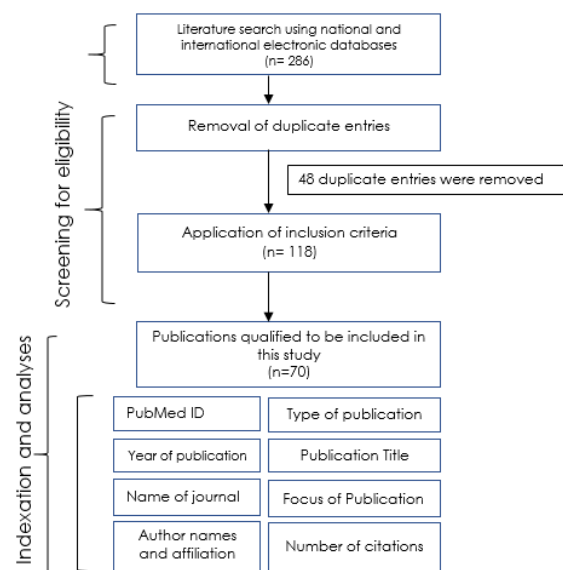 Literature search using national and
international electronic databases
(n= 286)
Screening for eligibility
Removal of duplicate entries
48 duplicate entries were removed
Application of inclusion criteria
(n= 118)
Indexation and analyses
Publications qualified to be included in
this study
(n=70)
PubMed ID
Type of publication
Year of publication
Publication Title
Name of journal
Focus of Publication
Author names
and affiliation
Number of citations